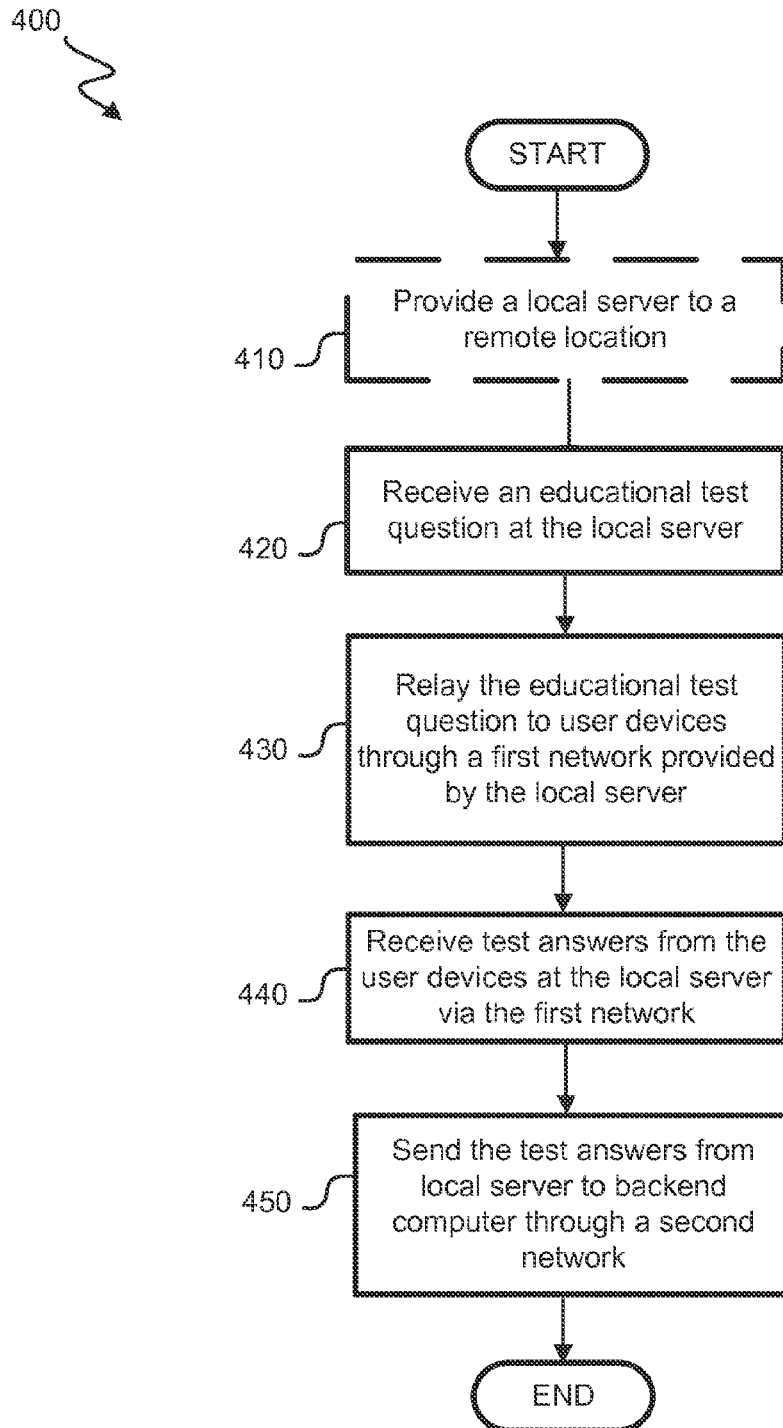 400
START
Provide a local server to a
remote location
410
Receive an educational test
question at the local server
420
Relay the educational test
question to user devices
through a first network provided
by the local server
430
Receive test answers from the
user devices at the local server
via the first network
440
Send the test answers from
local server to backend
computer through a second
network
450
END